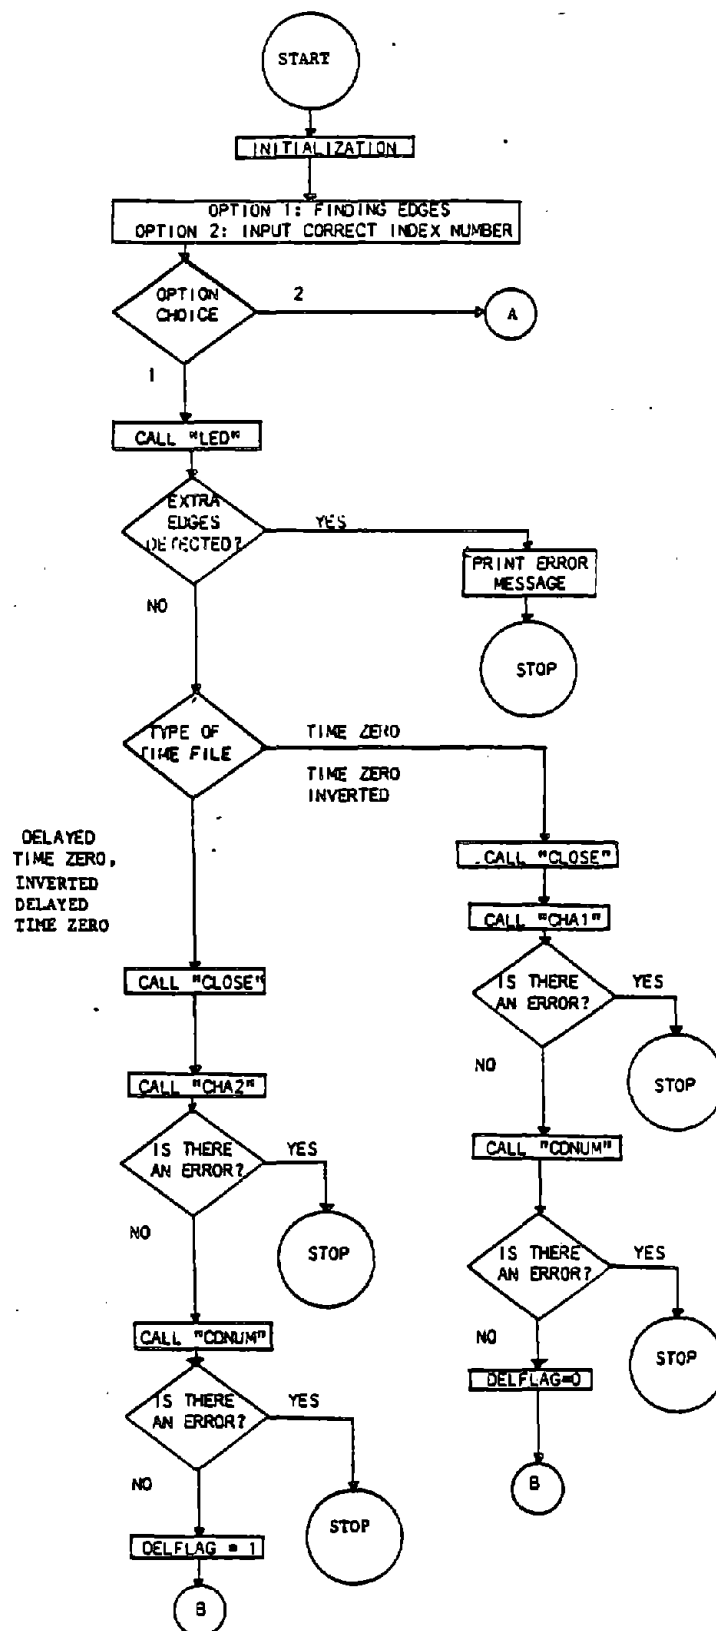 START
INITIALIZATION
OPTION 1: FINDING EDGES
OPTION 2: INPUT CORRECT INDEX NUMBER
OPTION
CHOICE
2
A
1
CALL "LED"
EXTRA
EDGES
DETECTED?
YES
PRINT ERROR
MESSAGE
NO
STOP
TYPE OF
TIME FILE
TIME ZERO
TIME ZERO
INVERTED
DELAYED
TIME ZERO,
INVERTED
DELAYED
TIME ZERO
CALL "CLOSE"
CALL "CHA1"
IS THERE
AN ERROR?
YES
NO
STOP
CALL "CLOSE"
CALL "CHA2"
IS THERE
AN ERROR?
YES
NO
STOP
CALL "CDNUM"
IS THERE
AN ERROR?
YES
NO
STOP
DELFLAG=0
B
CALL "CDNUM"
IS THERE
AN ERROR?
YES
NO
STOP
DELFLAG = 1
B